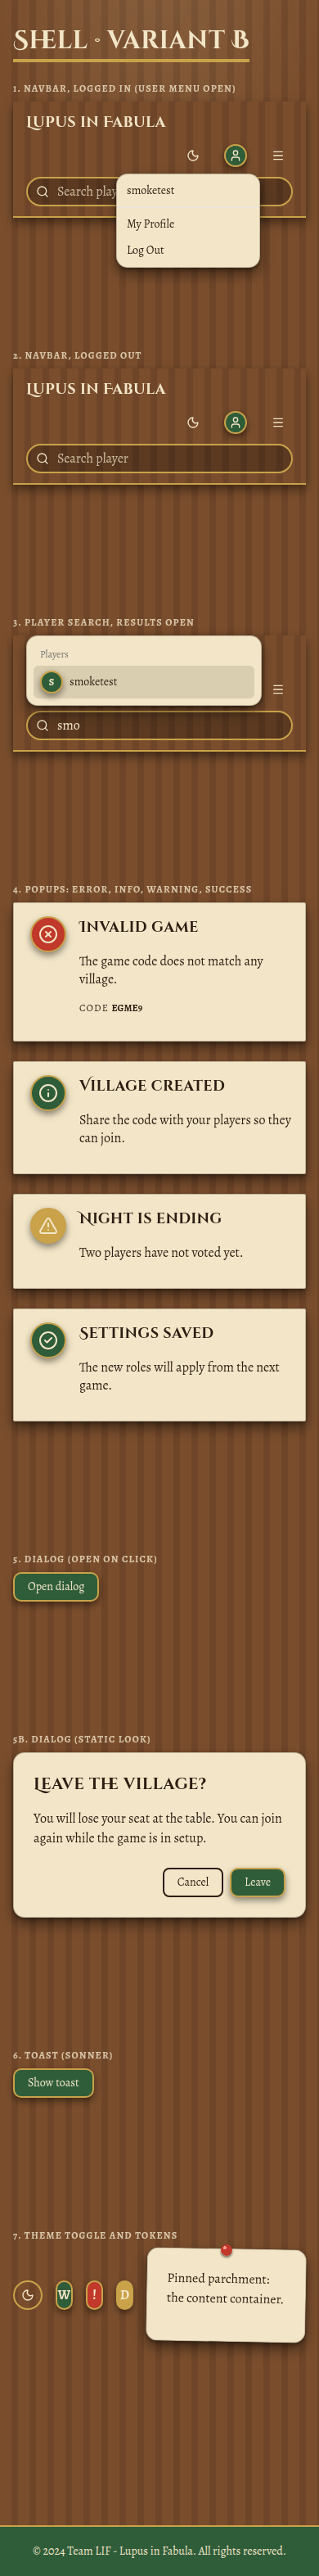 Shell · Variant B
1. NAVBAR, LOGGED IN (USER MENU OPEN)
Lupus in Fabula
Search play
smoketest
My Profile
Log Out
2. NAVBAR, LOGGED OUT
Lupus in Fabula
Search player
3. PLAYER SEARCH, RESULTS OPEN
Players
S smoketest
smo
4. POPUPS: ERROR, INFO, WARNING, SUCCESS
Invalid game
The game code does not match any
village.
CODE EGME9
Village created
Share the code with your players so they
can join.
Night is ending
Two players have not voted yet.
Settings saved
The new roles will apply from the next
game.
5. DIALOG (OPEN ON CLICK)
Open dialog
5B. DIALOG (STATIC LOOK)
Leave the village?
You will lose your seat at the table. You can join
again while the game is in setup.
Cancel Leave
6. TOAST (SONNER)
Show toast
7. THEME TOGGLE AND TOKENS
W ! D
Pinned parchment:
the content container.
© 2024 Team LIF - Lupus in Fabula. All rights reserved.